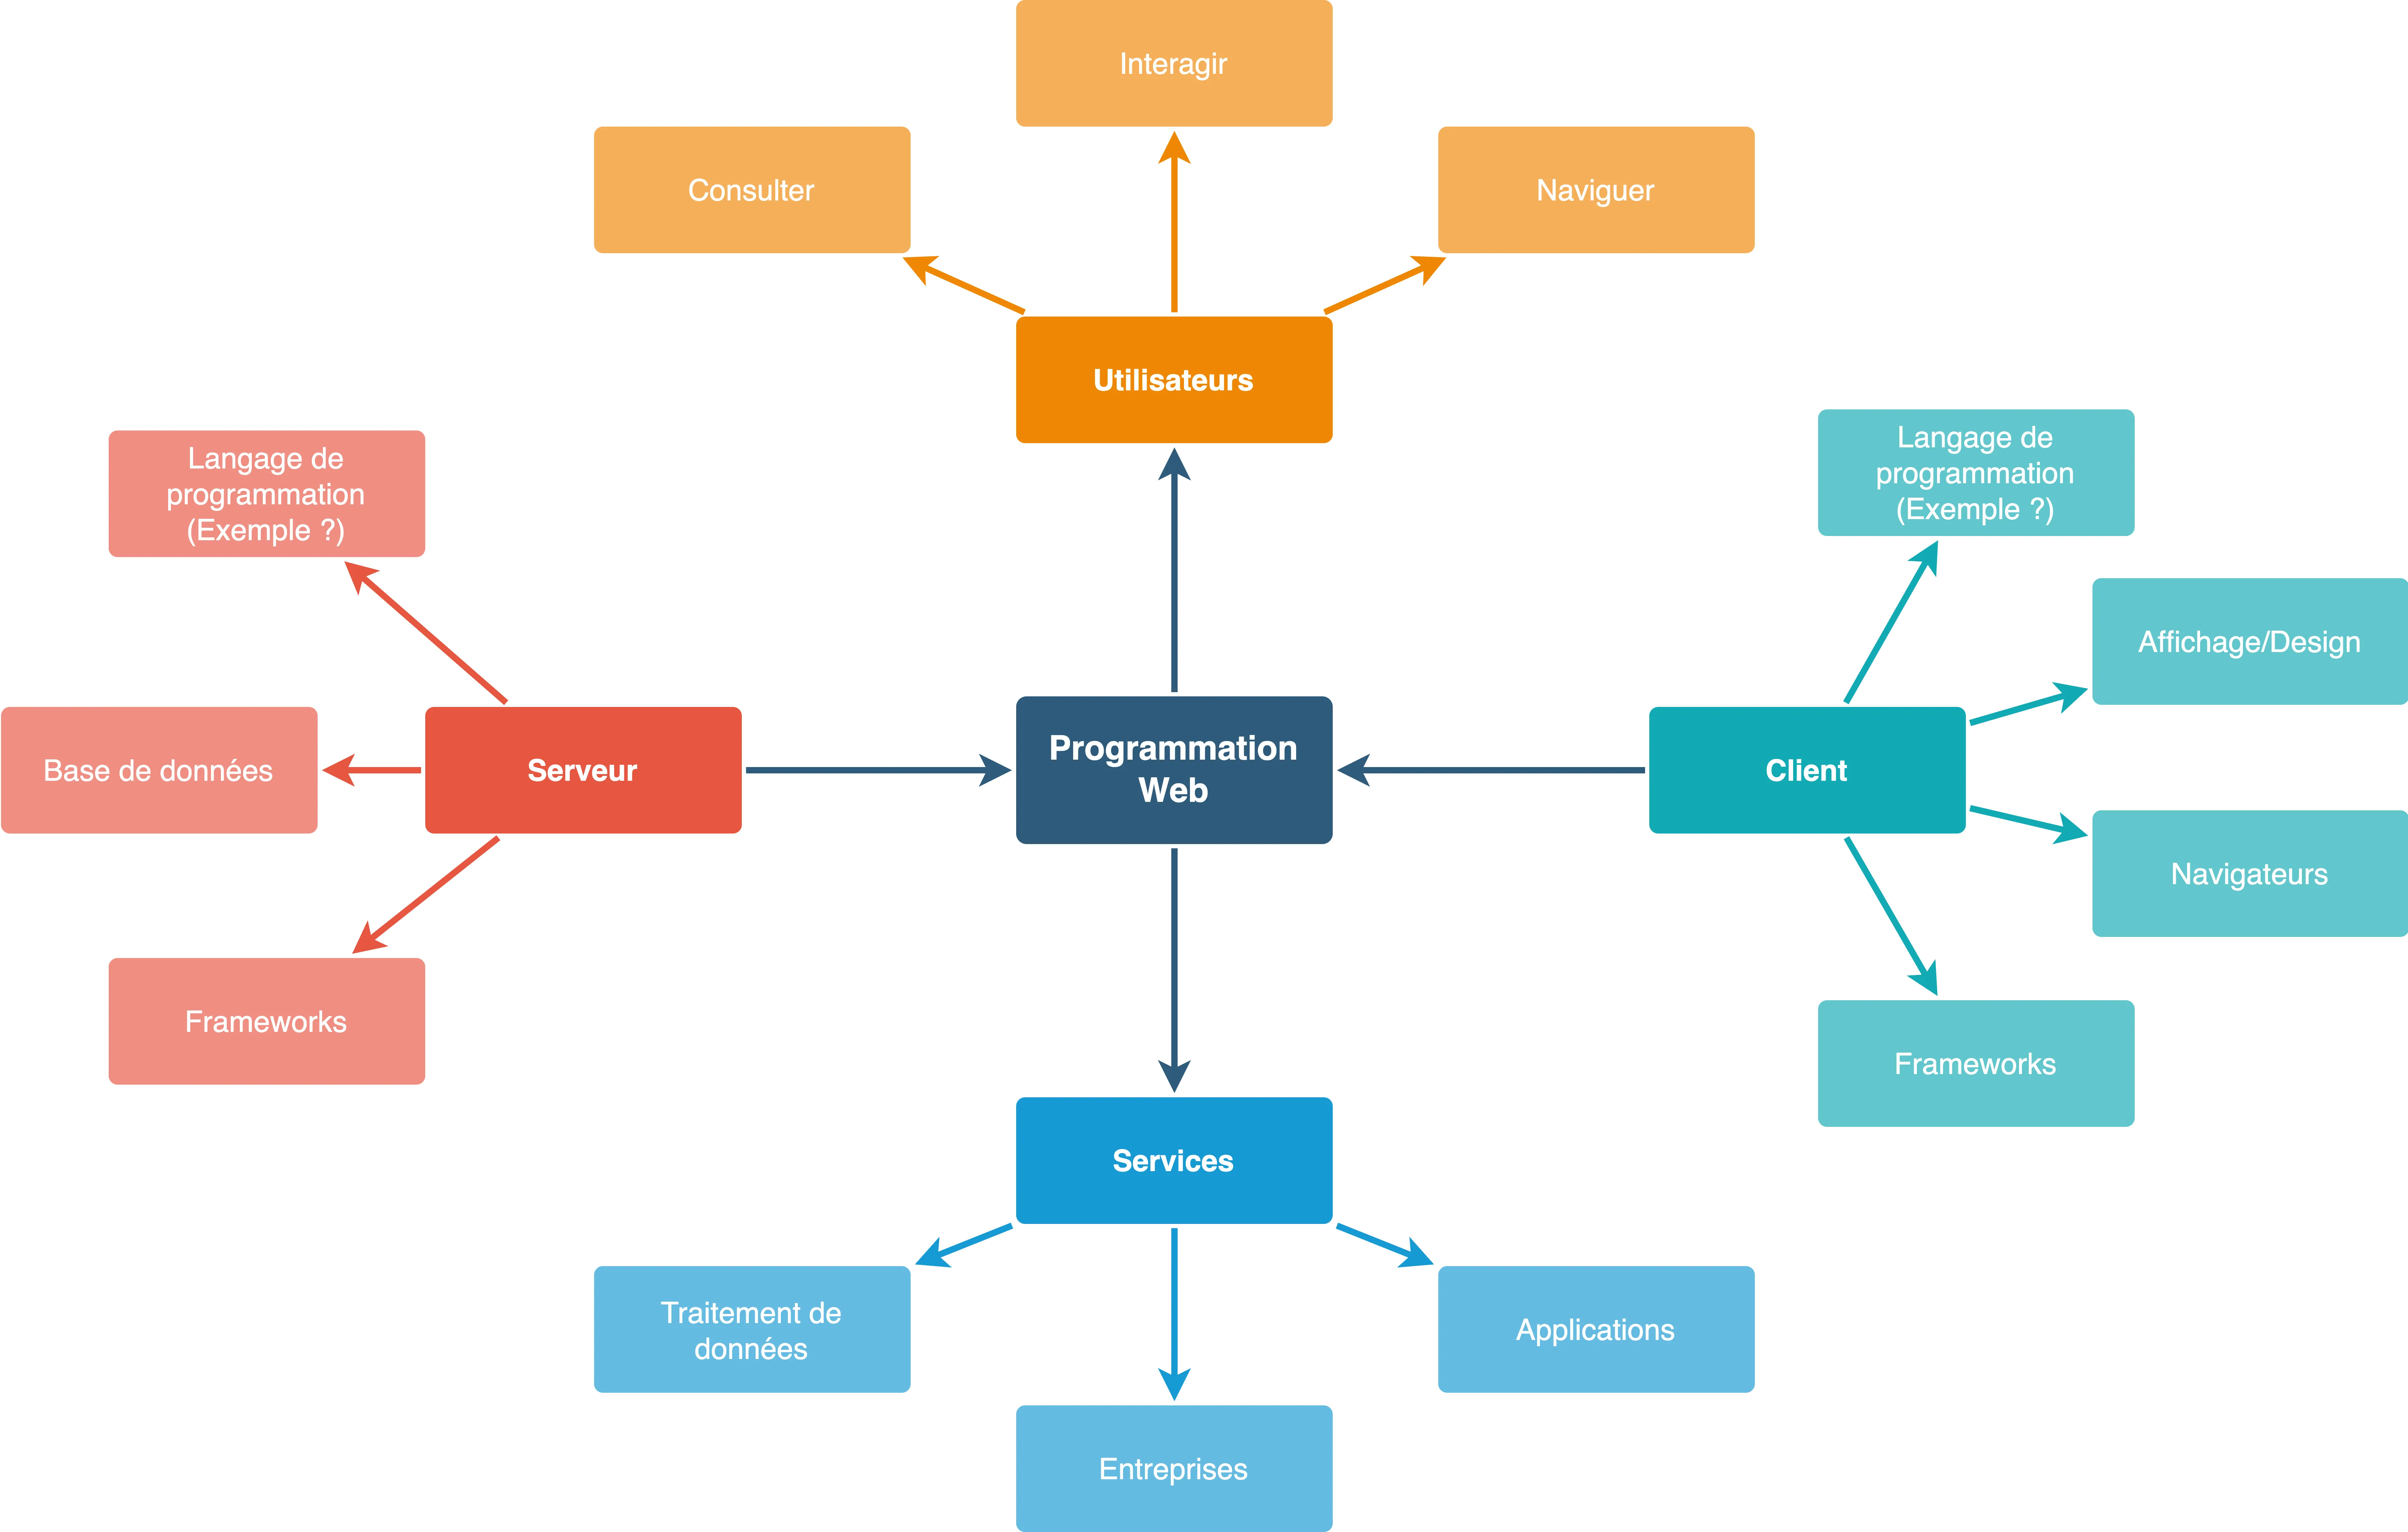 Interagir
Consulter
Naviguer
Utilisateurs
Langage de
programmation
(Exemple ?)
Langage de
programmation
(Exemple ?)
Affichage/Design
Base de données
Serveur
Programmation
Web
Client
Navigateurs
Frameworks
Frameworks
Services
Traitement de
données
Applications
Entreprises